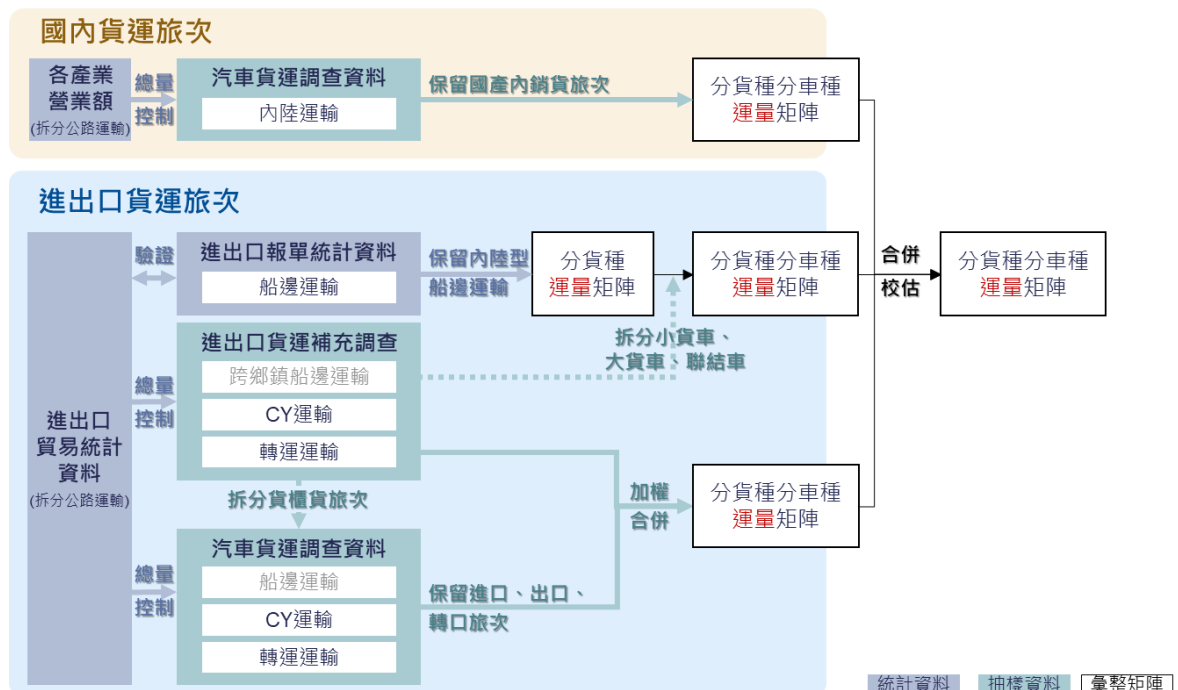 國內貨運旅次
各產業
營業額
(拆分公路運輸)
總量
控制
汽車貨運調查資料
內陸運輸
保留國產內銷貨旅次
分貨種分車種
運量矩陣
進出口貨運旅次
進出口
貿易統計
資料
(拆分公路運輸)
驗證
進出口報單統計資料
船邊運輸
保留內陸型
船邊運輸
分貨種
運量矩陣
分貨種分車種
運量矩陣
合併
校估
分貨種分車種
運量矩陣
拆分小貨車、
大貨車、聯結車
總量
控制
進出口貨運補充調查
跨鄉鎮船邊運輸
CY運輸
轉運運輸
拆分貨櫃貨旅次
加權
合併
分貨種分車種
運量矩陣
總量
控制
汽車貨運調查資料
船邊運輸
CY運輸
轉運運輸
保留進口、出口、
轉口旅次
統計資料
抽樣資料
彙整矩陣